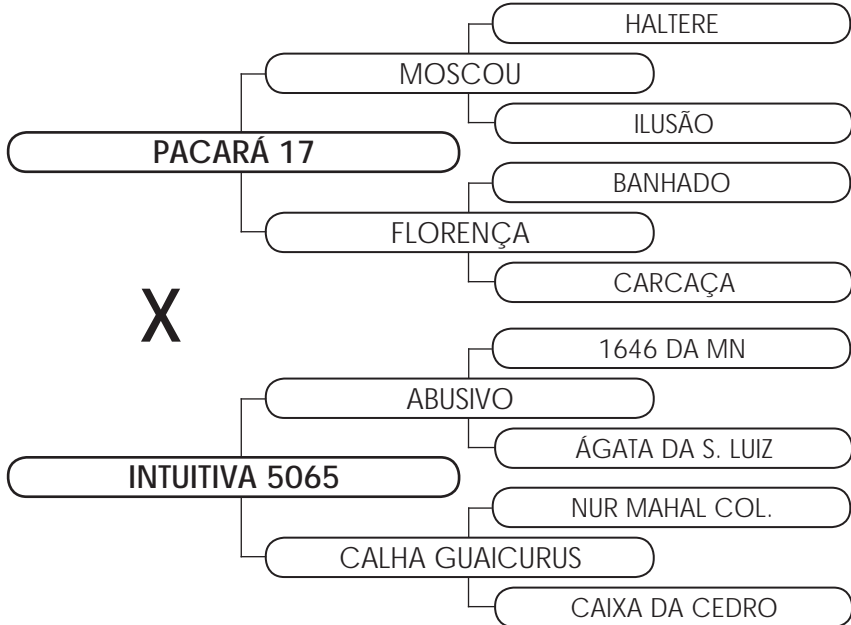 HALTERE
MOSCOU
ILUSÃO
PACARÁ 17
BANHADO
FLORENÇA
CARCAÇA
X
1646 DA MN
ABUSIVO
ÁGATA DA S. LUIZ
INTUITIVA 5065
NUR MAHAL COL.
CALHA GUAICURUS
CAIXA DA CEDRO